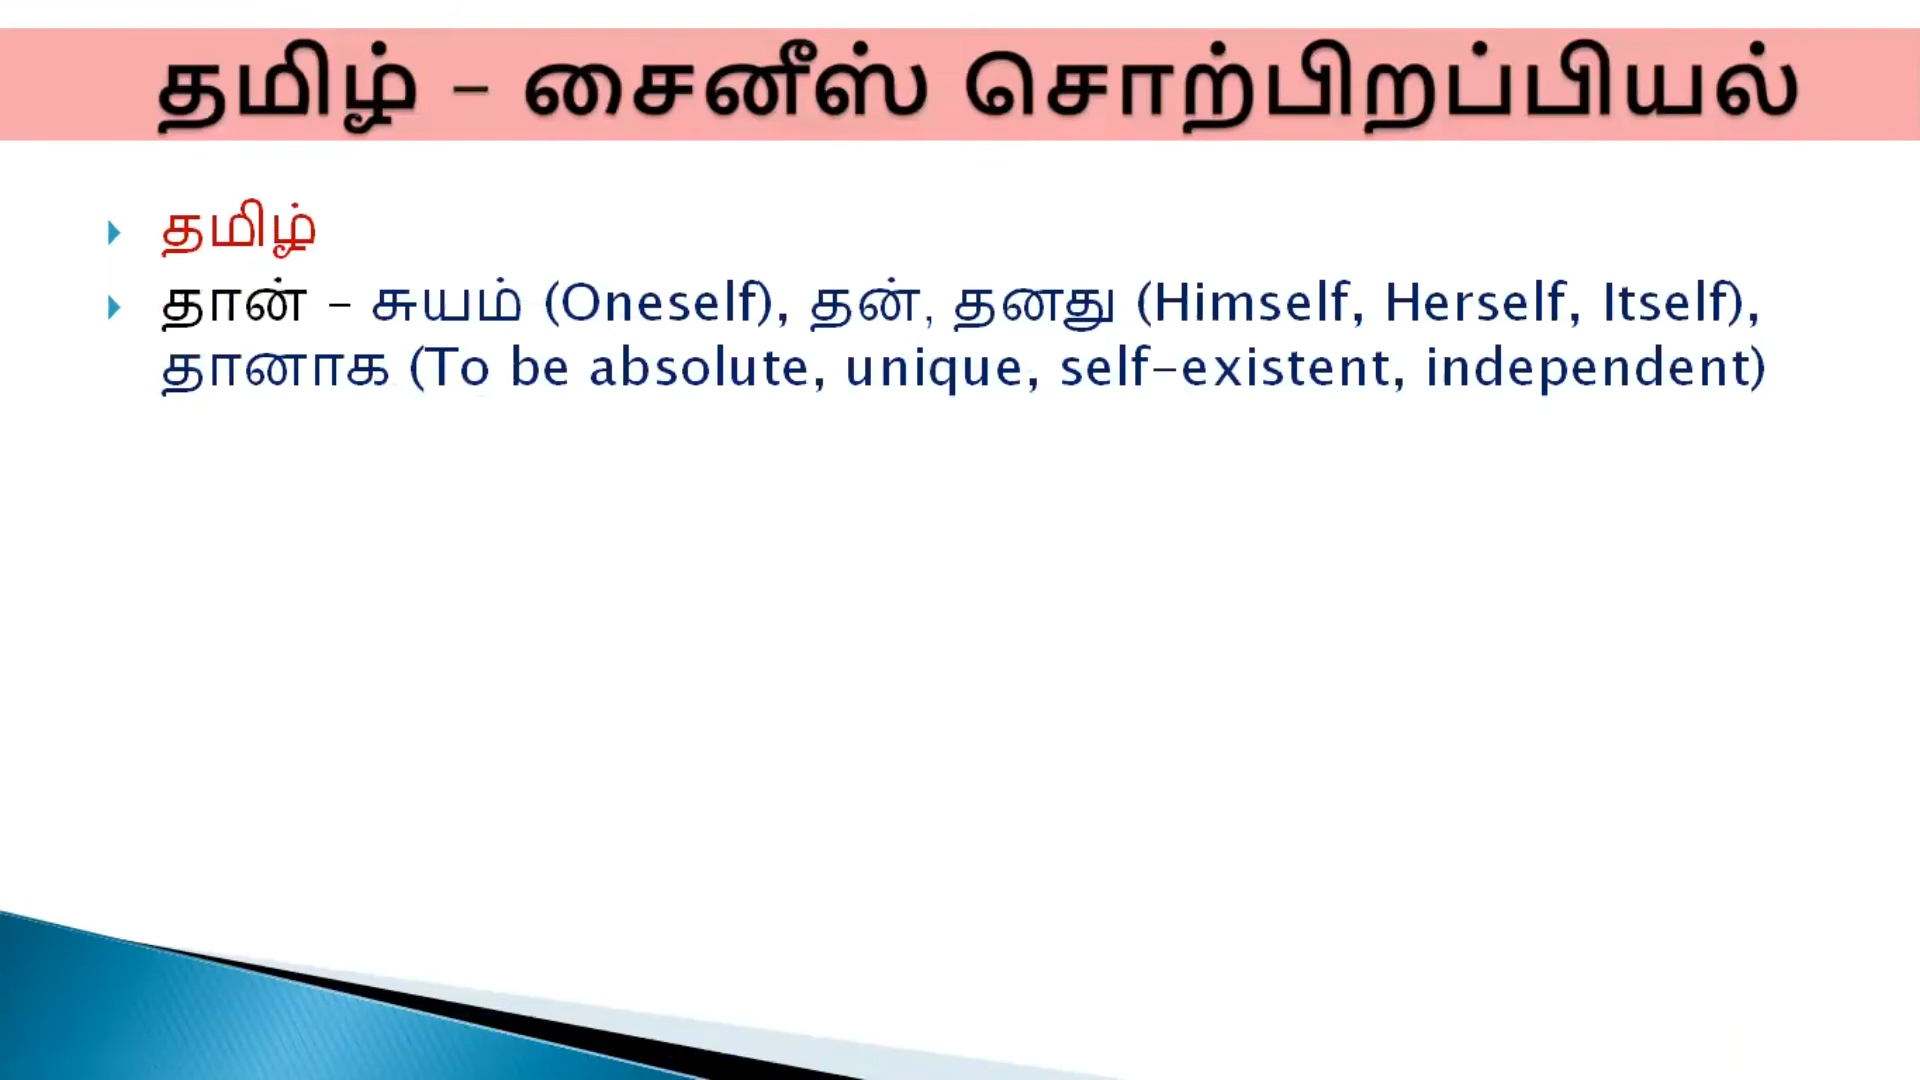 தமிழ் - சைனீஸ் சொற்பிறப்பியல்
தமிழ்
தான் - சுயம் (Oneself), தன், தனது (Himself, Herself, Itself),
தானாக (To be absolute, unique, self-existent, independent)